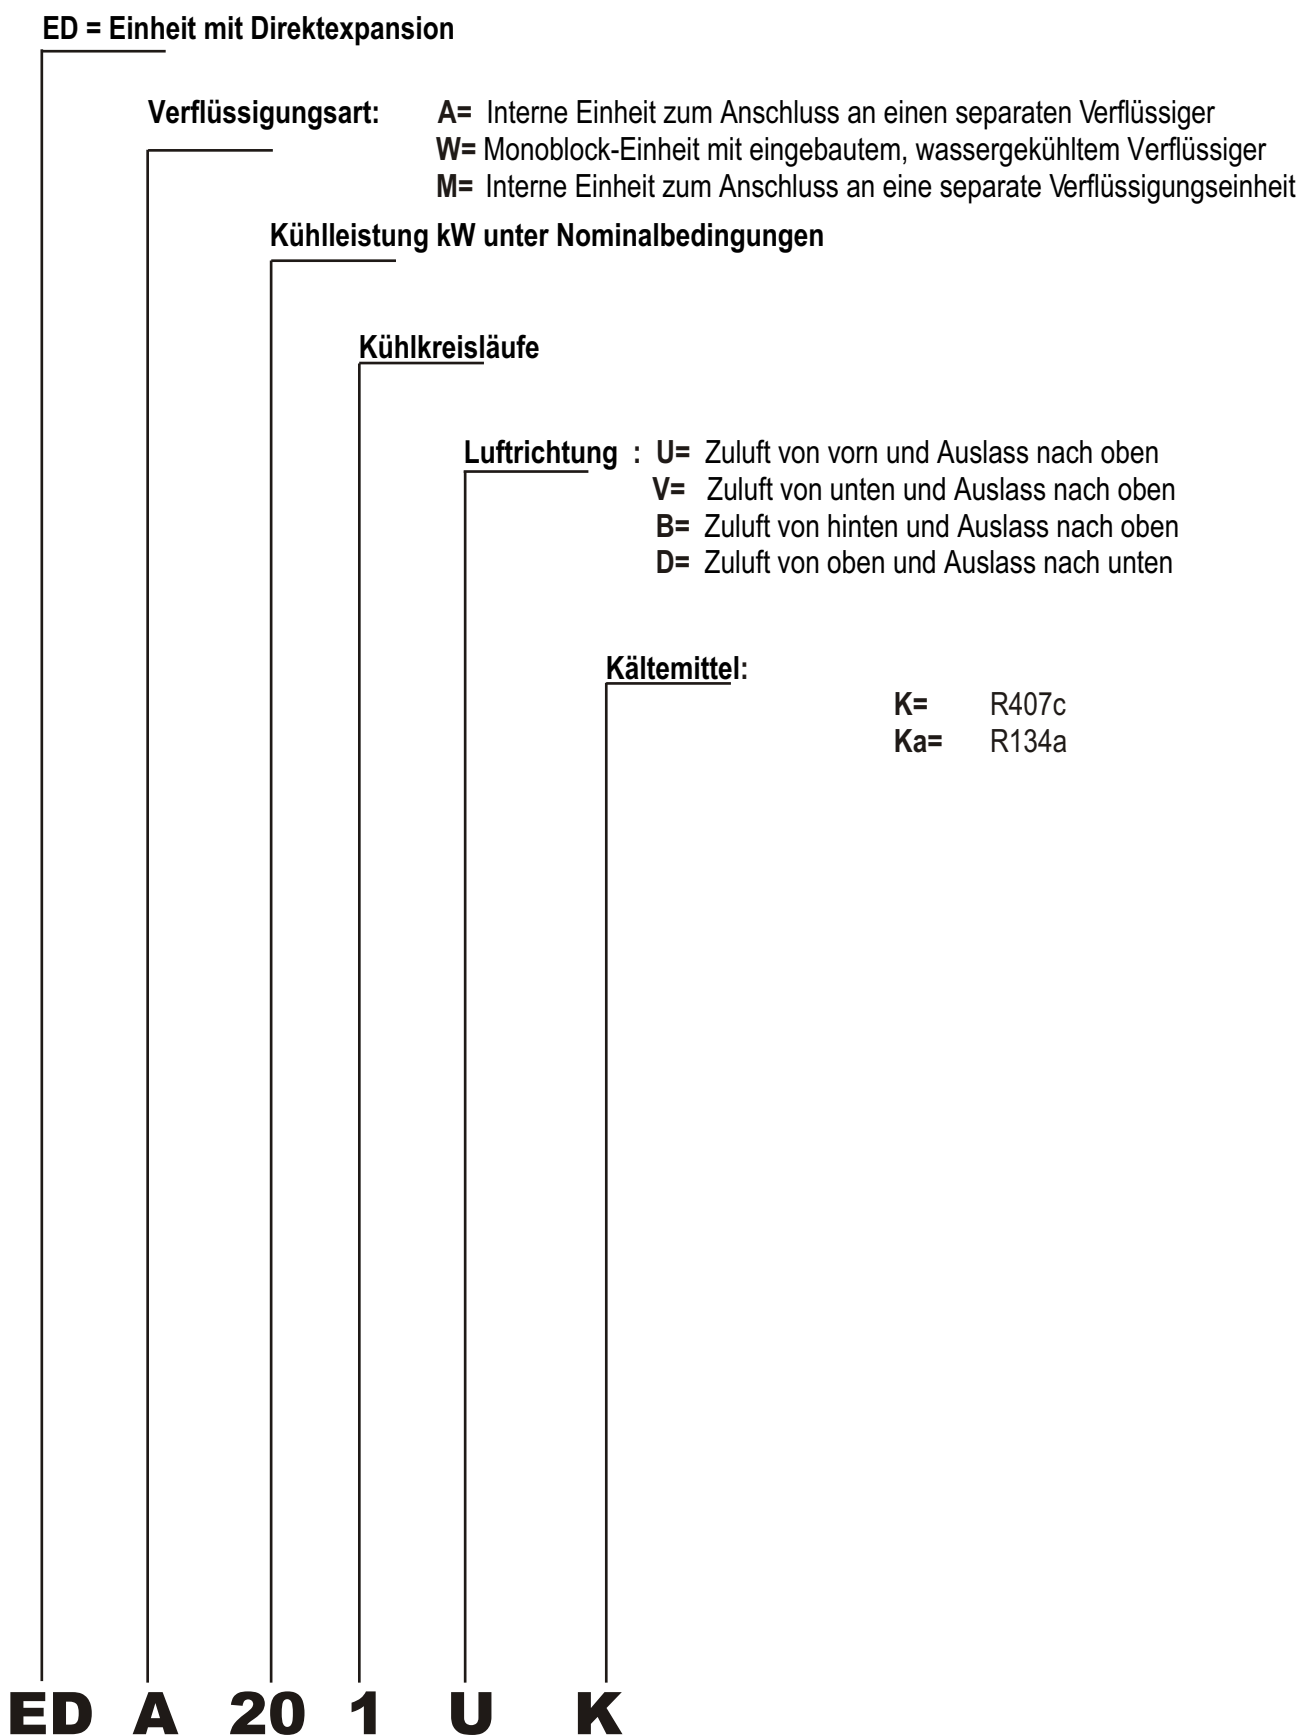 ED = Einheit mit Direktexpansion
Verflüssigungsart: A= Interne Einheit zum Anschluss an einen separaten Verflüssiger
W= Monoblock-Einheit mit eingebautem, wassergekühltem Verflüssiger
M= Interne Einheit zum Anschluss an eine separate Verflüssigungseinheit
Kühlleistung kW unter Nominalbedingungen
Kühlkreisläufe
Luftrichtung : U= Zuluft von vorn und Auslass nach oben
V= Zuluft von unten und Auslass nach oben
B= Zuluft von hinten und Auslass nach oben
D= Zuluft von oben und Auslass nach unten
Kältemittel:
K= R407c
Ka= R134a
ED A 20 1 U K